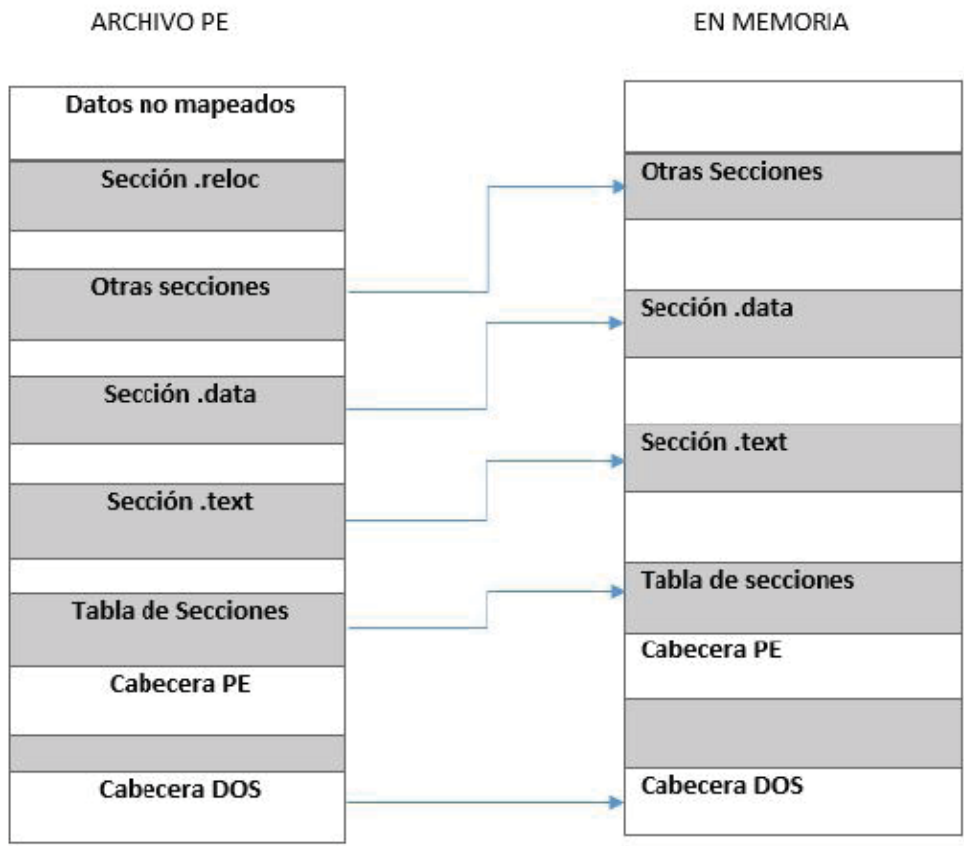 ARCHIVO PE
EN MEMORIA
Datos no mapeados
Sección .reloc
Otras secciones
Sección .data
Sección .text
Tabla de Secciones
Cabecera PE
Cabecera DOS
Otras Secciones
Sección .data
Sección .text
Tabla de secciones
Cabecera PE
Cabecera DOS